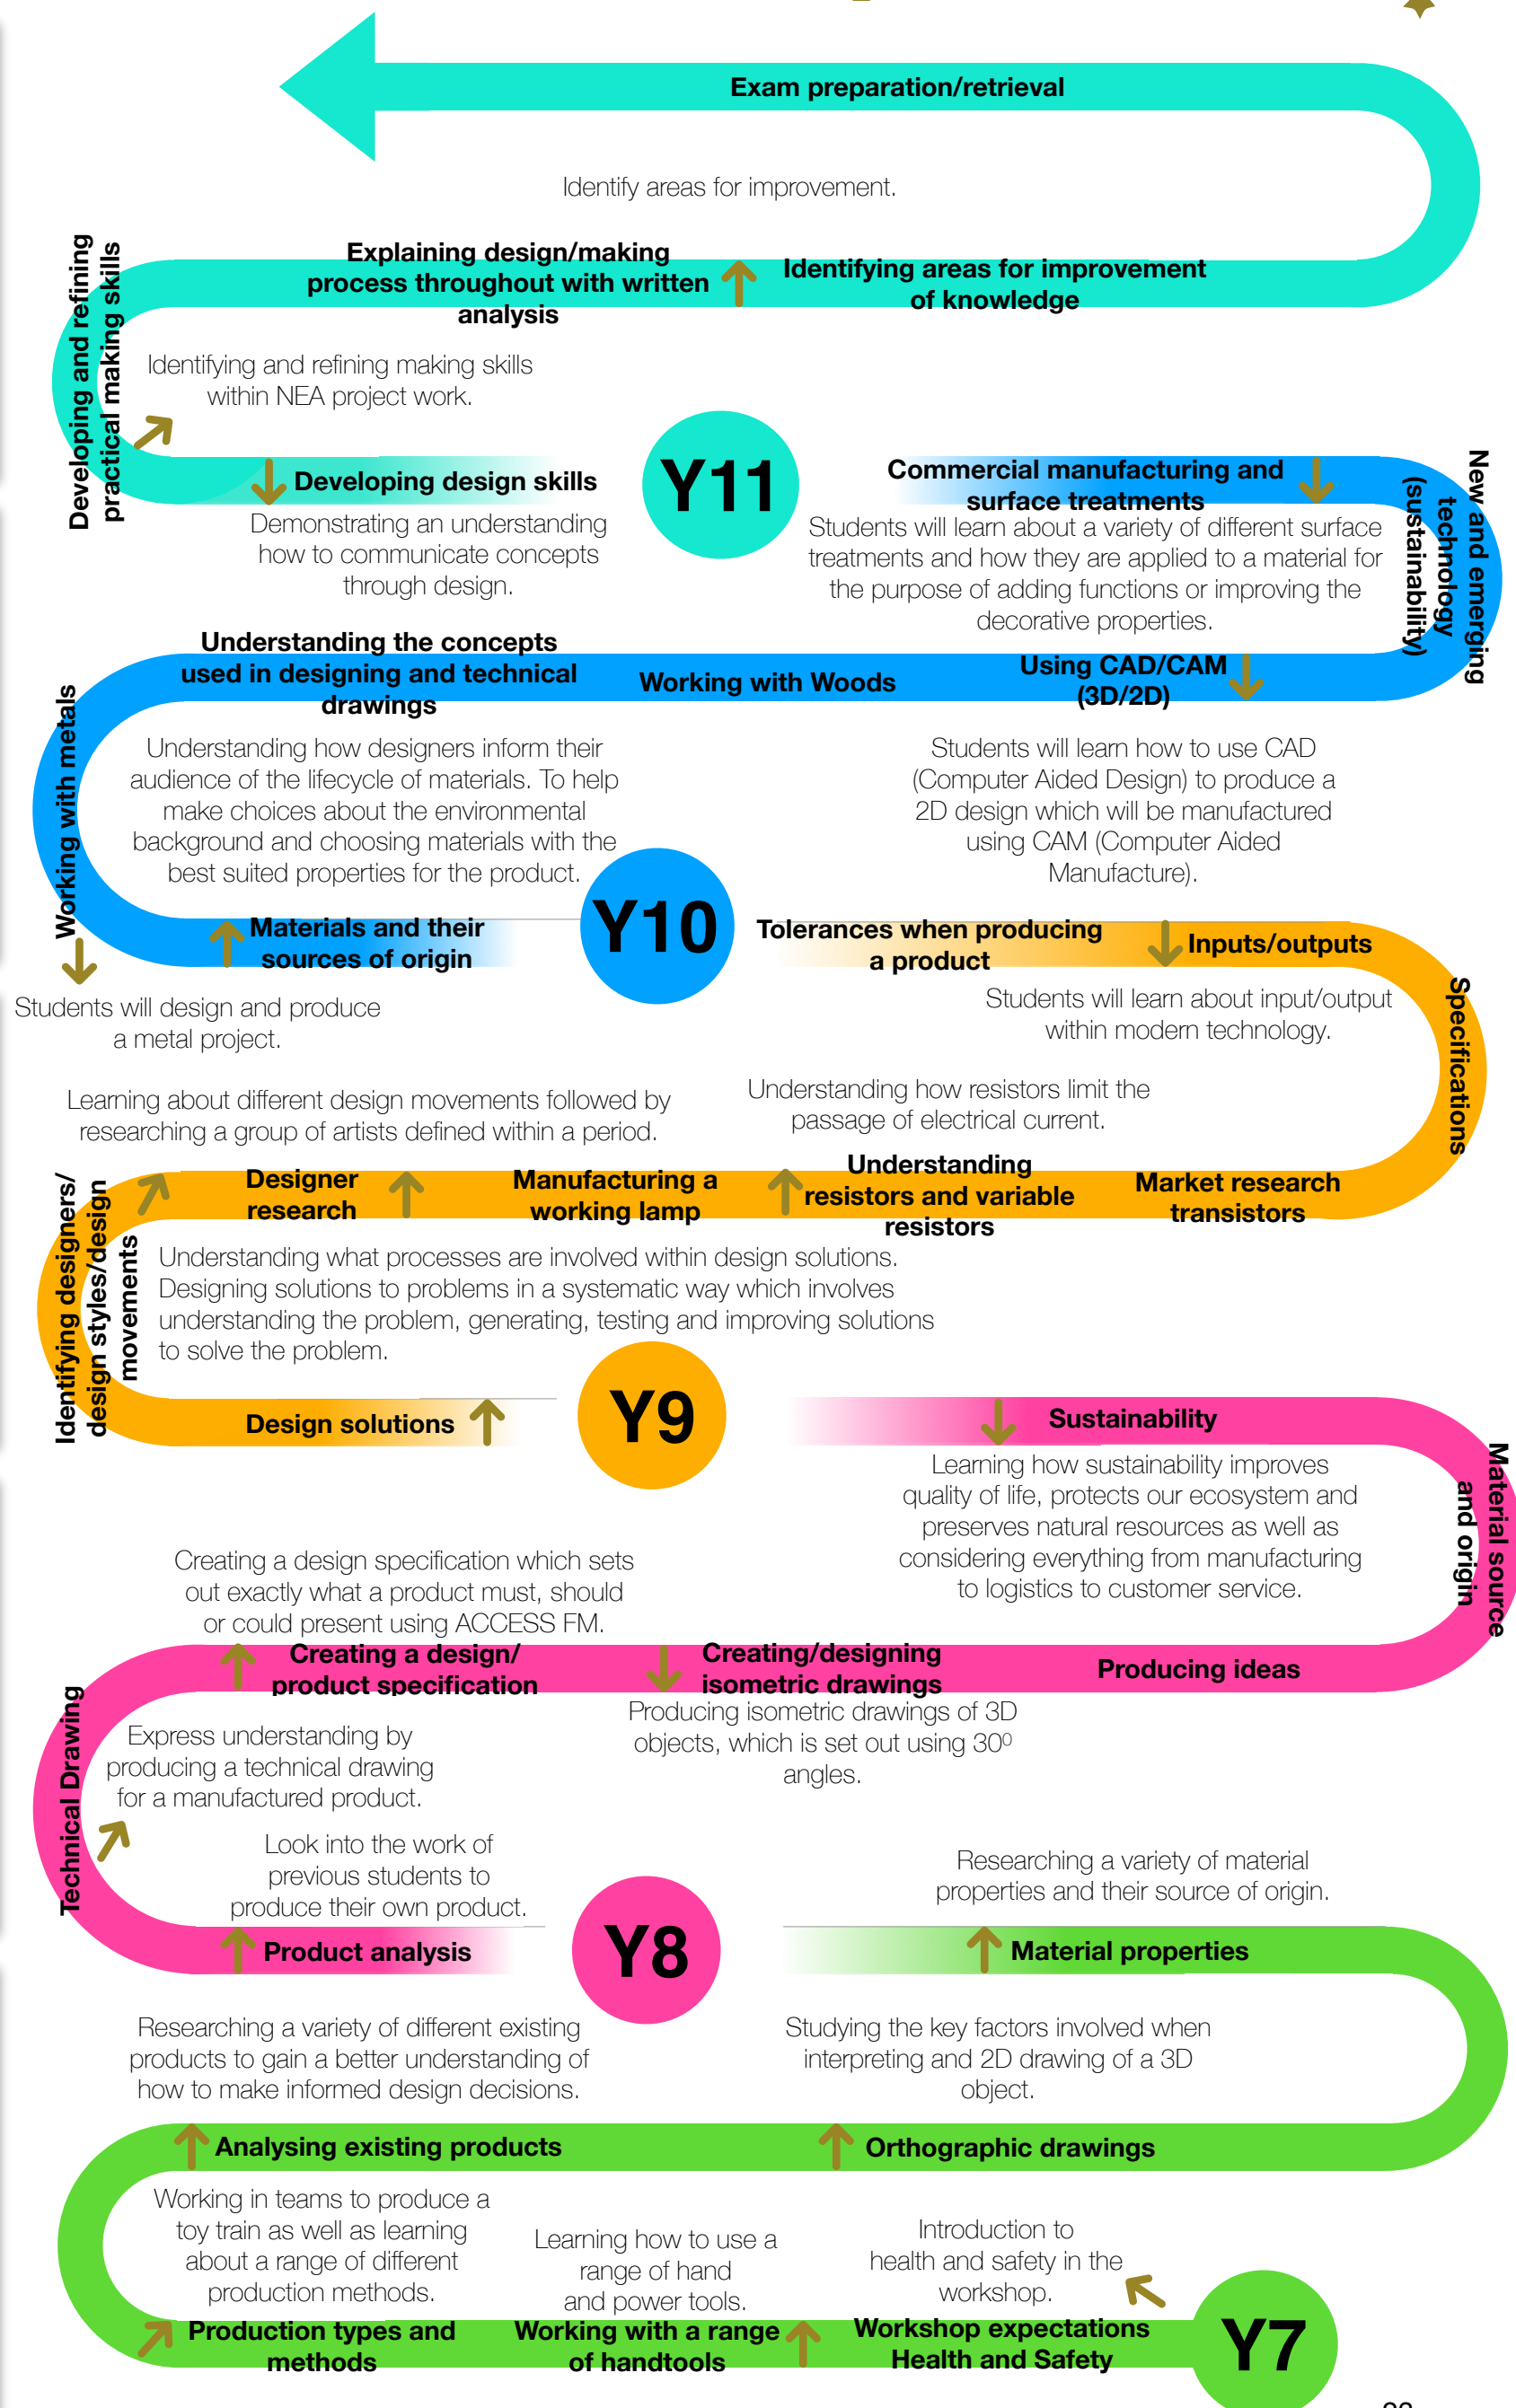 Exam preparation/retrieval
Identify areas for improvement.
Developing and refining
practical making skills
Explaining design/making
process throughout with written
analysis
Identifying areas for improvement
of knowledge
Identifying and refining making skills
within NEA project work.
Developing design skills
Demonstrating an understanding
how to communicate concepts
through design.
Y11
Commercial manufacturing and
surface treatments
Students will learn about a variety of different surface
treatments and how they are applied to a material for
the purpose of adding functions or improving the
decorative properties.
New and emerging
technology
(sustainability)
Understanding the concepts
used in designing and technical
drawings
Working with Woods
Using CAD/CAM
(3D/2D)
Working with metals
Understanding how designers inform their
audience of the lifecycle of materials. To help
make choices about the environmental
background and choosing materials with the
best suited properties for the product.
Students will learn how to use CAD
(Computer Aided Design) to produce a
2D design which will be manufactured
using CAM (Computer Aided
Manufacture).
Materials and their
sources of origin
Y10
Tolerances when producing
a product
Inputs/outputs
Students will design and produce
a metal project.
Students will learn about input/output
within modern technology.
Specifications
Learning about different design movements followed by
researching a group of artists defined within a period.
Understanding how resistors limit the
passage of electrical current.
Identifying designers/
design styles/design
movements
Designer
research
Manufacturing a
working lamp
Understanding
resistors and variable
resistors
Market research
transistors
Understanding what processes are involved within design solutions.
Designing solutions to problems in a systematic way which involves
understanding the problem, generating, testing and improving solutions
to solve the problem.
Design solutions
Y9
Sustainability
Learning how sustainability improves
quality of life, protects our ecosystem and
preserves natural resources as well as
considering everything from manufacturing
to logistics to customer service.
Material source
and origin
Creating a design specification which sets
out exactly what a product must, should
or could present using ACCESS FM.
Creating a design/
product specification
Creating/designing
isometric drawings
Producing ideas
Technical Drawing
Express understanding by
producing a technical drawing
for a manufactured product.
Producing isometric drawings of 3D
objects, which is set out using 30⁰
angles.
Look into the work of
previous students to
produce their own product.
Researching a variety of material
properties and their source of origin.
Product analysis
Y8
Material properties
Researching a variety of different existing
products to gain a better understanding of
how to make informed design decisions.
Studying the key factors involved when
interpreting and 2D drawing of a 3D
object.
Analysing existing products
Orthographic drawings
Working in teams to produce a
toy train as well as learning
about a range of different
production methods.
Learning how to use a
range of hand
and power tools.
Introduction to
health and safety in the
workshop.
Production types and
methods
Working with a range
of handtools
Workshop expectations
Health and Safety
Y7